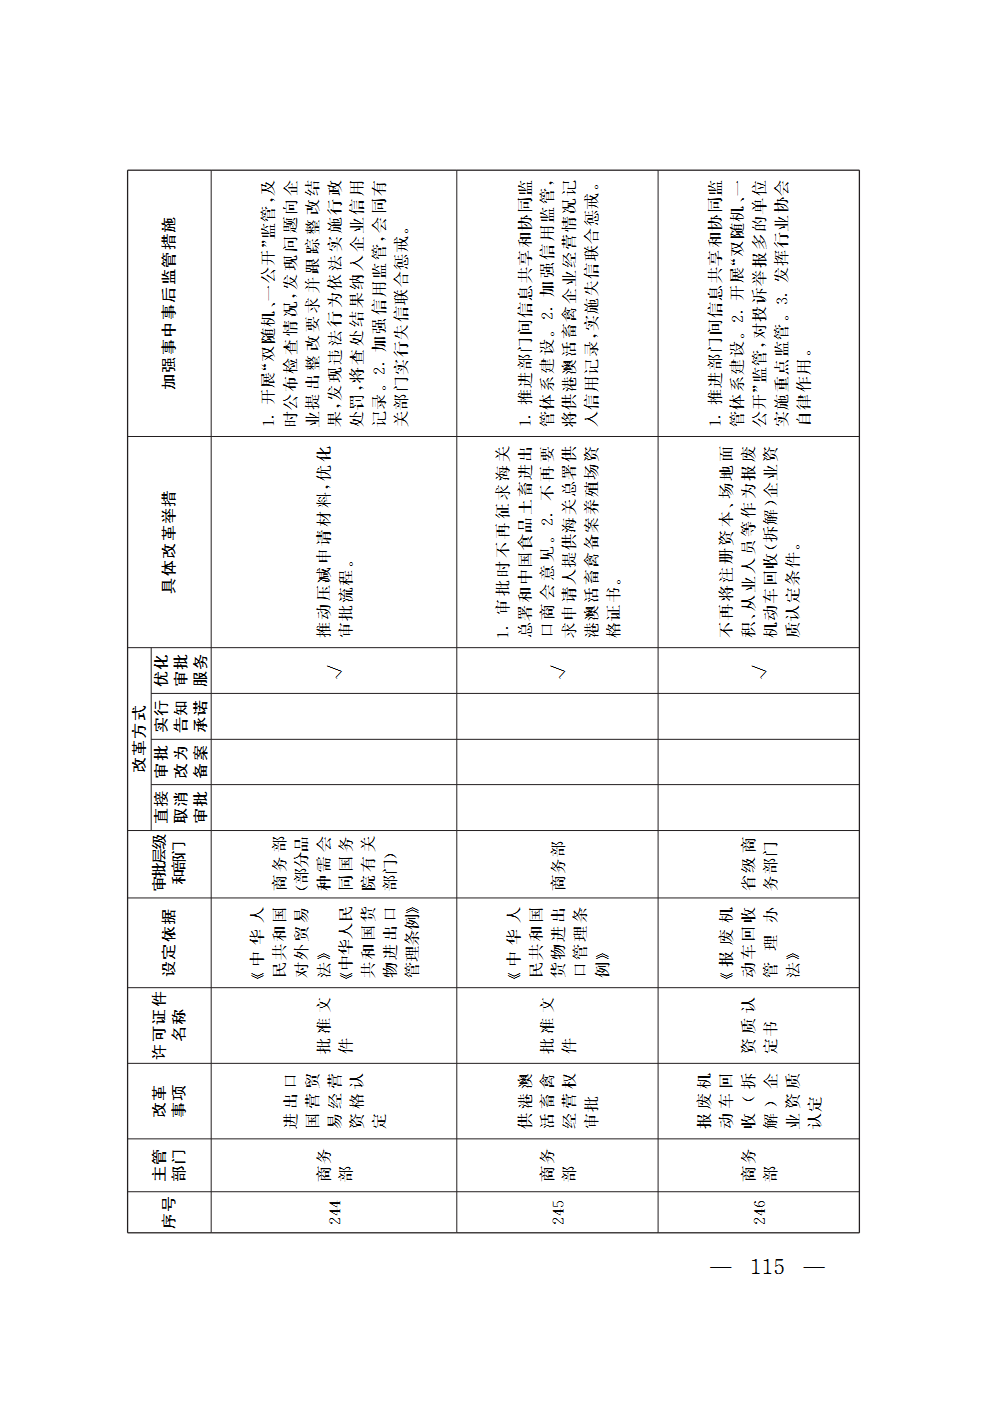 序号
主管
部门
改革
事项
许可证件
名称
设定依据
审批层级
和部门
改革方式
直接
取消
审批
审批
改为
备案
实行
告知
承诺
优化
审批
服务
具体改革举措
加强事中事后监管措施
244
商务
部
进出口
国营贸
易经营
资格认
定
批准文
件
《中华人
民共和国
对外贸易
法》
《中华人民
共和国货
物进出口
管理条例》
商务部
(部分品
种需会
同国务
院有关
部门)
√
推动压减申请材料,优化
审批流程。
1. 开展“双随机、一公开”监管,及
时公布检查情况,发现问题向企
业提出整改要求并跟踪整改结
果,发现违法行为依法实施行政
处罚,将查处结果纳入企业信用
记录。2. 加强信用监管,会同有
关部门实行失信联合惩戒。
245
商务
部
供港澳
活畜禽
经营权
审批
批准文
件
《中华人
民共和国
货物进出
口管理条
例》
商务部
√
1. 审批时不再征求海关
总署和中国食品土畜进出
口商会意见。2. 不再要
求申请人提供海关总署供
港澳活畜禽备案养殖场资
格证书。
1. 推进部门间信息共享和协同监
管体系建设。2. 加强信用监管,
将供港澳活畜禽企业经营情况记
入信用记录,实施失信联合惩戒。
246
商务
部
报废机
动车回
收(拆
解)企
业资质
认定
资质认
定书
《报废机
动车回收
管理办
法》
省级商
务部门
√
不再将注册资本、场地面
积、从业人员等作为报废
机动车回收(拆解)企业资
质认定条件。
1. 推进部门间信息共享和协同监
管体系建设。2. 开展“双随机、一
公开”监管,对投诉举报多的单位
实施重点监管。3. 发挥行业协会
自律作用。
— 115 —